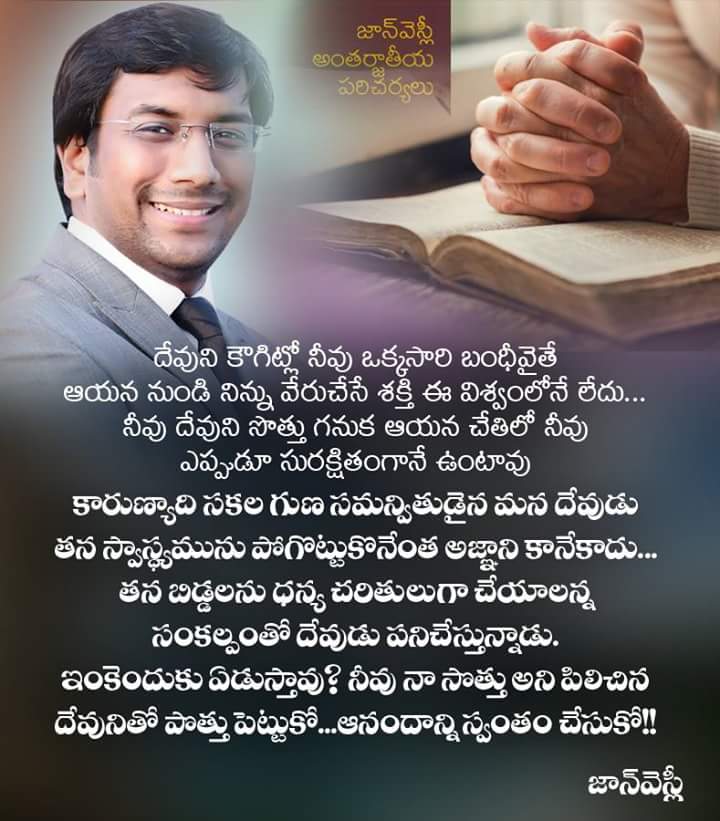 జాన్‌వెస్లీ
అంతర్జాతీయ
పరిచర్యలు
దేవుని కౌగిట్లో నీవు ఒక్కసారి బంధీవైతే
ఆయన నుండి నిన్ను వేరుచేసే శక్తి ఈ విశ్వంలోనే లేదు...
నీవు దేవుని సొత్తు గనుక ఆయన చేతిలో నీవు
ఎప్పుడూ సురక్షితంగానే ఉంటావు
కారుణ్యాది సకల గుణ సమన్వితుడైన మన దేవుడు
తన స్వాస్థ్యమును పోగొట్టుకొనేంత అజ్ఞాని కానేకాదు...
తన బిడ్డలను ధన్య చరితులుగా చేయాలన్న
సంకల్పంతో దేవుడు పనిచేస్తున్నాడు.
ఇంకెందుకు ఏడుస్తావు? నీవు నా సొత్తు అని పిలిచిన
దేవునితో పొత్తు పెట్టుకో...ఆనందాన్ని స్వంతం చేసుకో!!
జాన్‌వెస్లీ